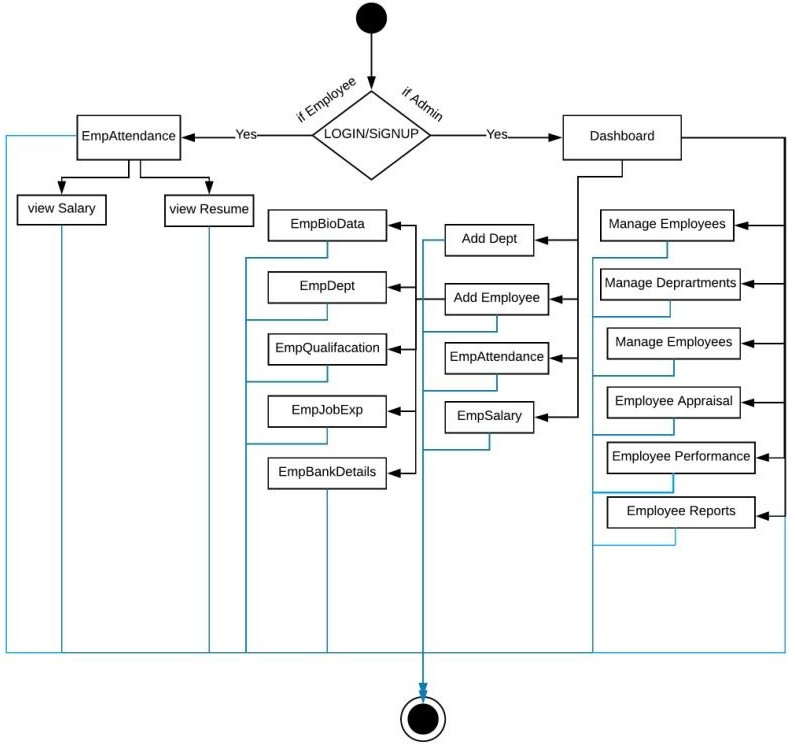 if Employee
if Admin
EmpAttendance
Yes
LOGIN/SiGNUP
Yes
Dashboard
view Salary
view Resume
EmpBioData
Add Dept
Manage Employees
EmpDept
Add Employee
Manage Deprartments
EmpQualifacation
EmpAttendance
Manage Employees
EmpJobExp
EmpSalary
Employee Appraisal
EmpBankDetails
Employee Performance
Employee Reports